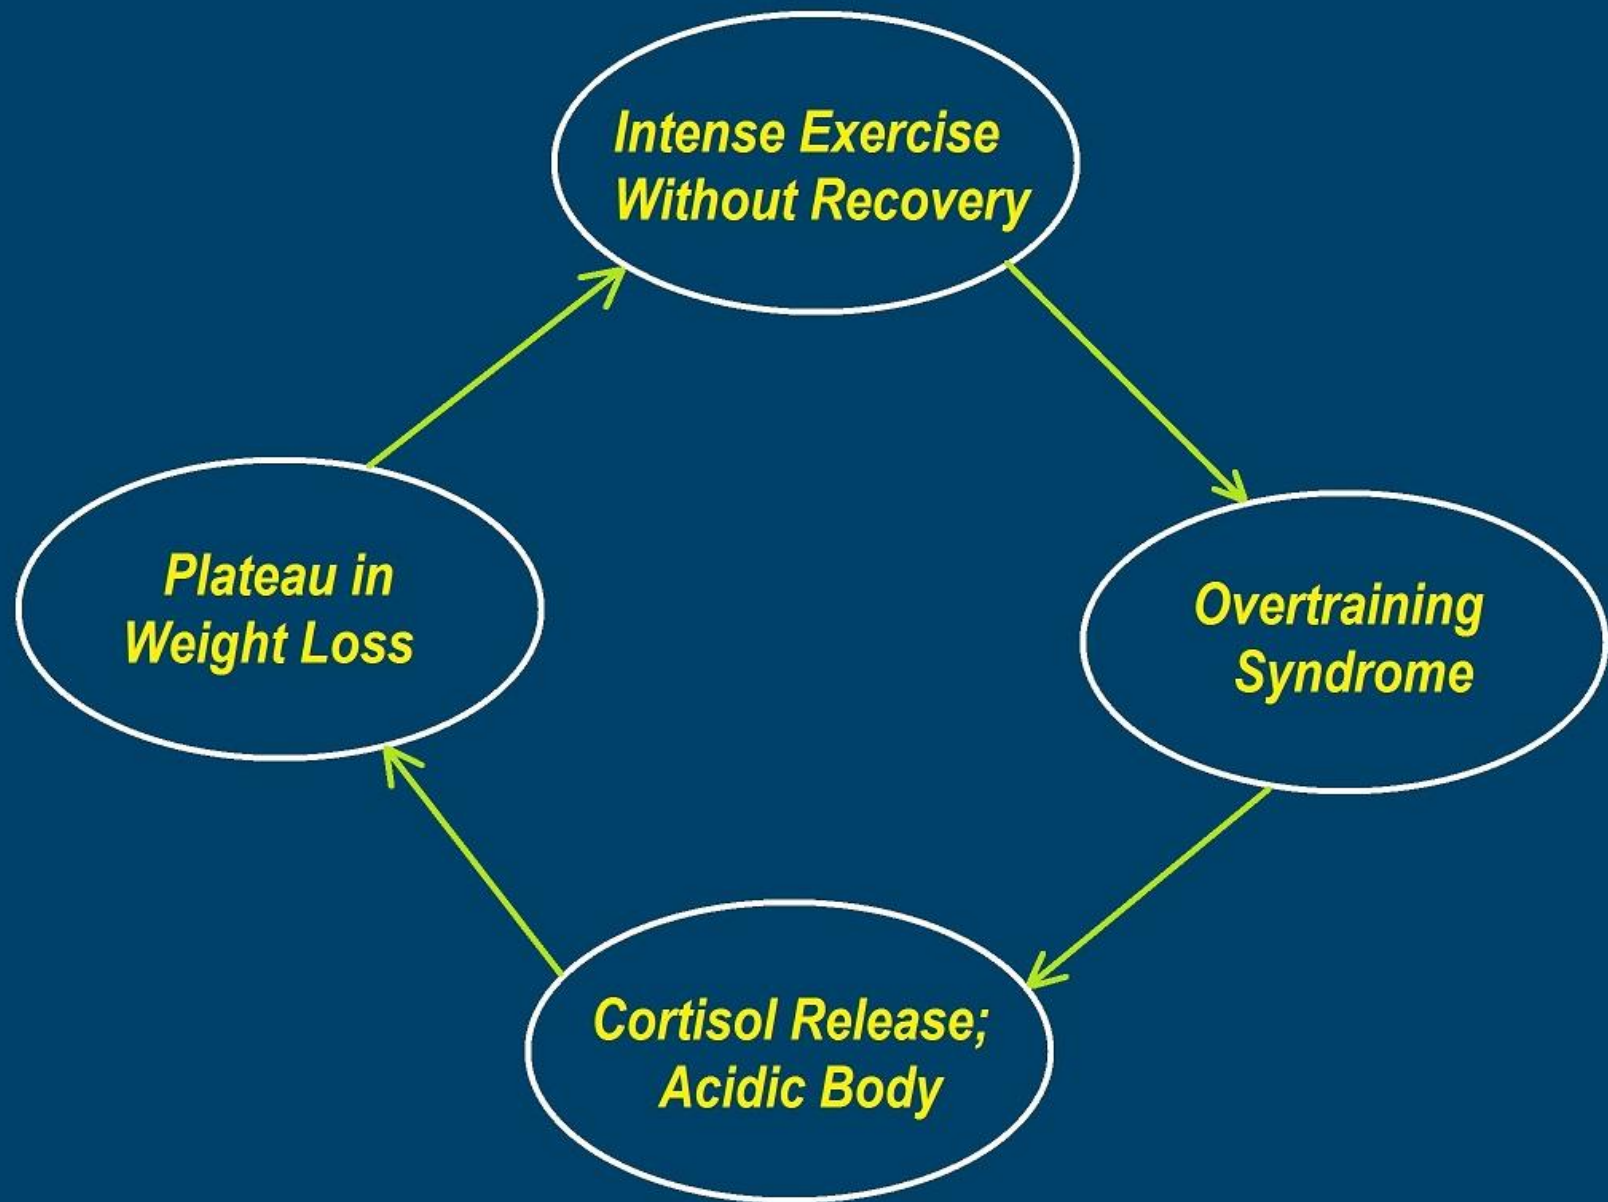 Intense Exercise
Without Recovery
Plateau in
Weight Loss
Overtraining
Syndrome
Cortisol Release;
Acidic Body